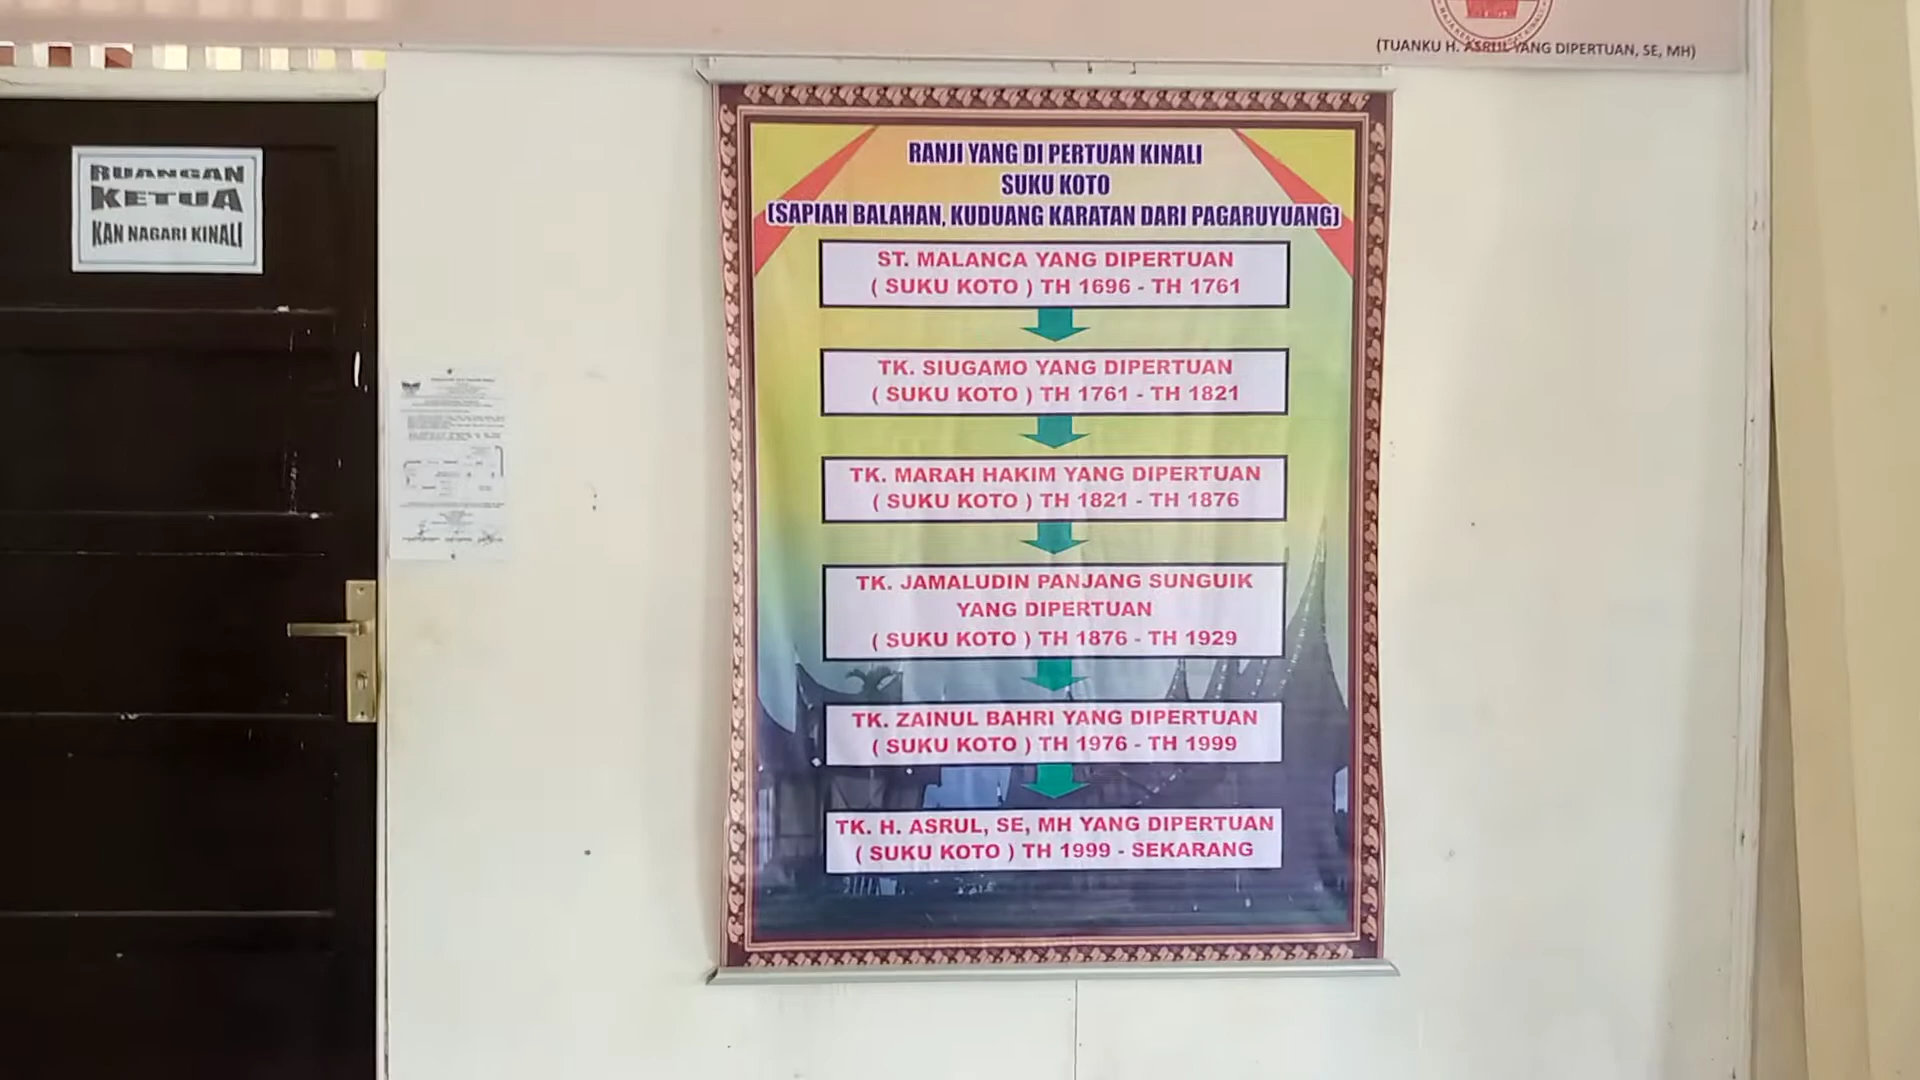 (TUANKU H. ASRUL YANG DIPERTUAN, SE, MH)
RUANGAN
KETUA
KAN NAGARI KINALI
RANJI YANG DI PERTUAN KINALI
SUKU KOTO
(SAPIAH BALAHAN, KUDUANG KARATAN DARI PAGARUYUANG)
ST. MALANCA YANG DIPERTUAN
( SUKU KOTO ) TH 1696 - TH 1761
TK. SIUGAMO YANG DIPERTUAN
( SUKU KOTO ) TH 1761 - TH 1821
TK. MARAH HAKIM YANG DIPERTUAN
( SUKU KOTO ) TH 1821 - TH 1876
TK. JAMALUDIN PANJANG SUNGUIK
YANG DIPERTUAN
( SUKU KOTO ) TH 1876 - TH 1929
TK. ZAINUL BAHRI YANG DIPERTUAN
( SUKU KOTO ) TH 1976 - TH 1999
TK. H. ASRUL, SE, MH YANG DIPERTUAN
( SUKU KOTO ) TH 1999 - SEKARANG